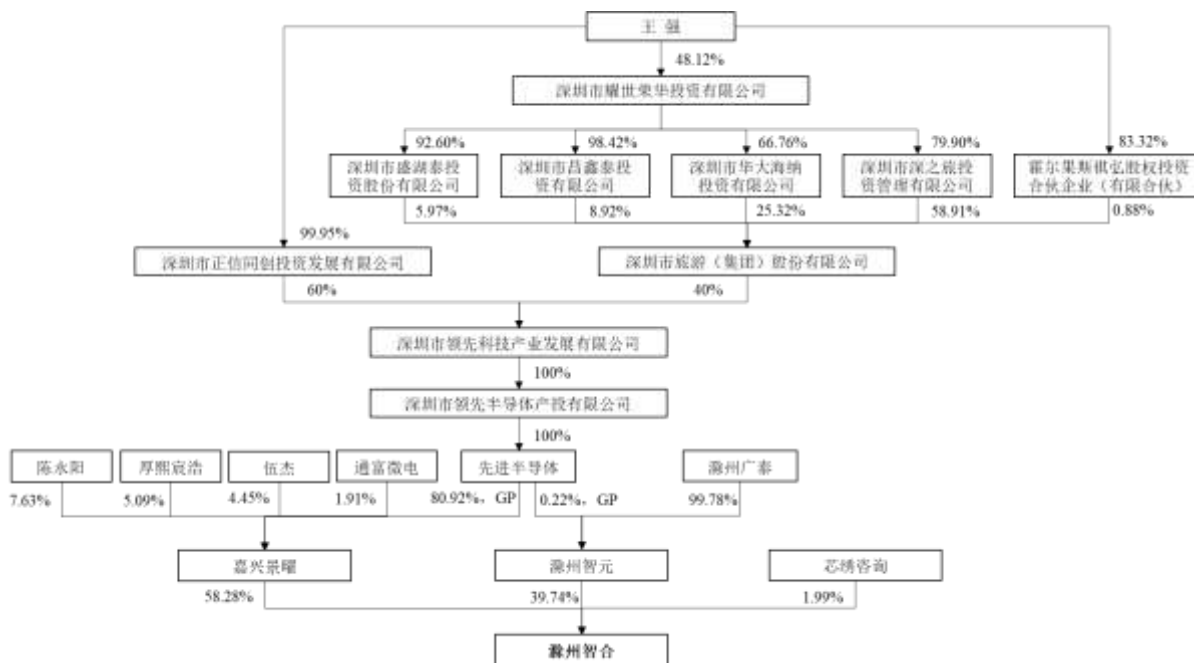 王强
48.12%
深圳市耀世荣华投资有限公司
92.60%
98.42%
66.76%
79.90%
83.32%
深圳市盛湖泰投
资股份有限公司
深圳市昌鑫泰投
资有限公司
深圳市华大海纳
投资有限公司
深圳市深之旅投
资管理有限公司
霍尔果斯祺弘股权投资
合伙企业（有限合伙）
5.97%
8.92%
25.32%
58.91%
0.88%
99.95%
深圳市正信同创投资发展有限公司
深圳市旅游（集团）股份有限公司
60%
40%
深圳市领先科技产业发展有限公司
100%
深圳市领先半导体产投有限公司
100%
陈永阳
厚熙宸浩
伍杰
通富微电
先进半导体
滁州广泰
7.63%
5.09%
4.45%
1.91%
80.92%，GP
0.22%，GP
99.78%
嘉兴景曜
滁州智元
芯绣咨询
58.28%
39.74%
1.99%
滁州智合